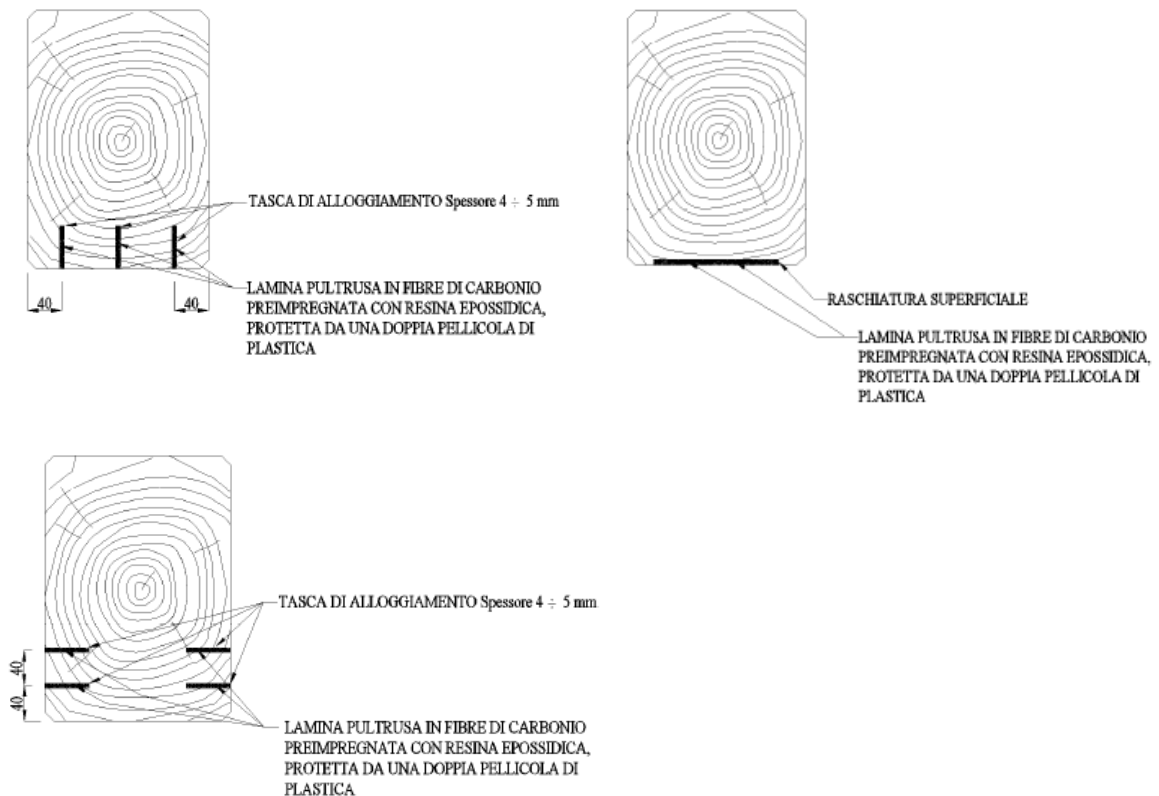 TASCA DI ALLOGGIAMENTO Spessore 4 ÷ 5 mm
LAMINA PULTRUSA IN FIBRE DI CARBONIO
PREIMPREGNATA CON RESINA EPOSSIDICA,
PROTETTA DA UNA DOPPIA PELLICOLA DI
PLASTICA
40
40
RASCHIATURA SUPERFICIALE
LAMINA PULTRUSA IN FIBRE DI CARBONIO
PREIMPREGNATA CON RESINA EPOSSIDICA,
PROTETTA DA UNA DOPPIA PELLICOLA DI
PLASTICA
TASCA DI ALLOGGIAMENTO Spessore 4 ÷ 5 mm
40
40
LAMINA PULTRUSA IN FIBRE DI CARBONIO
PREIMPREGNATA CON RESINA EPOSSIDICA,
PROTETTA DA UNA DOPPIA PELLICOLA DI
PLASTICA